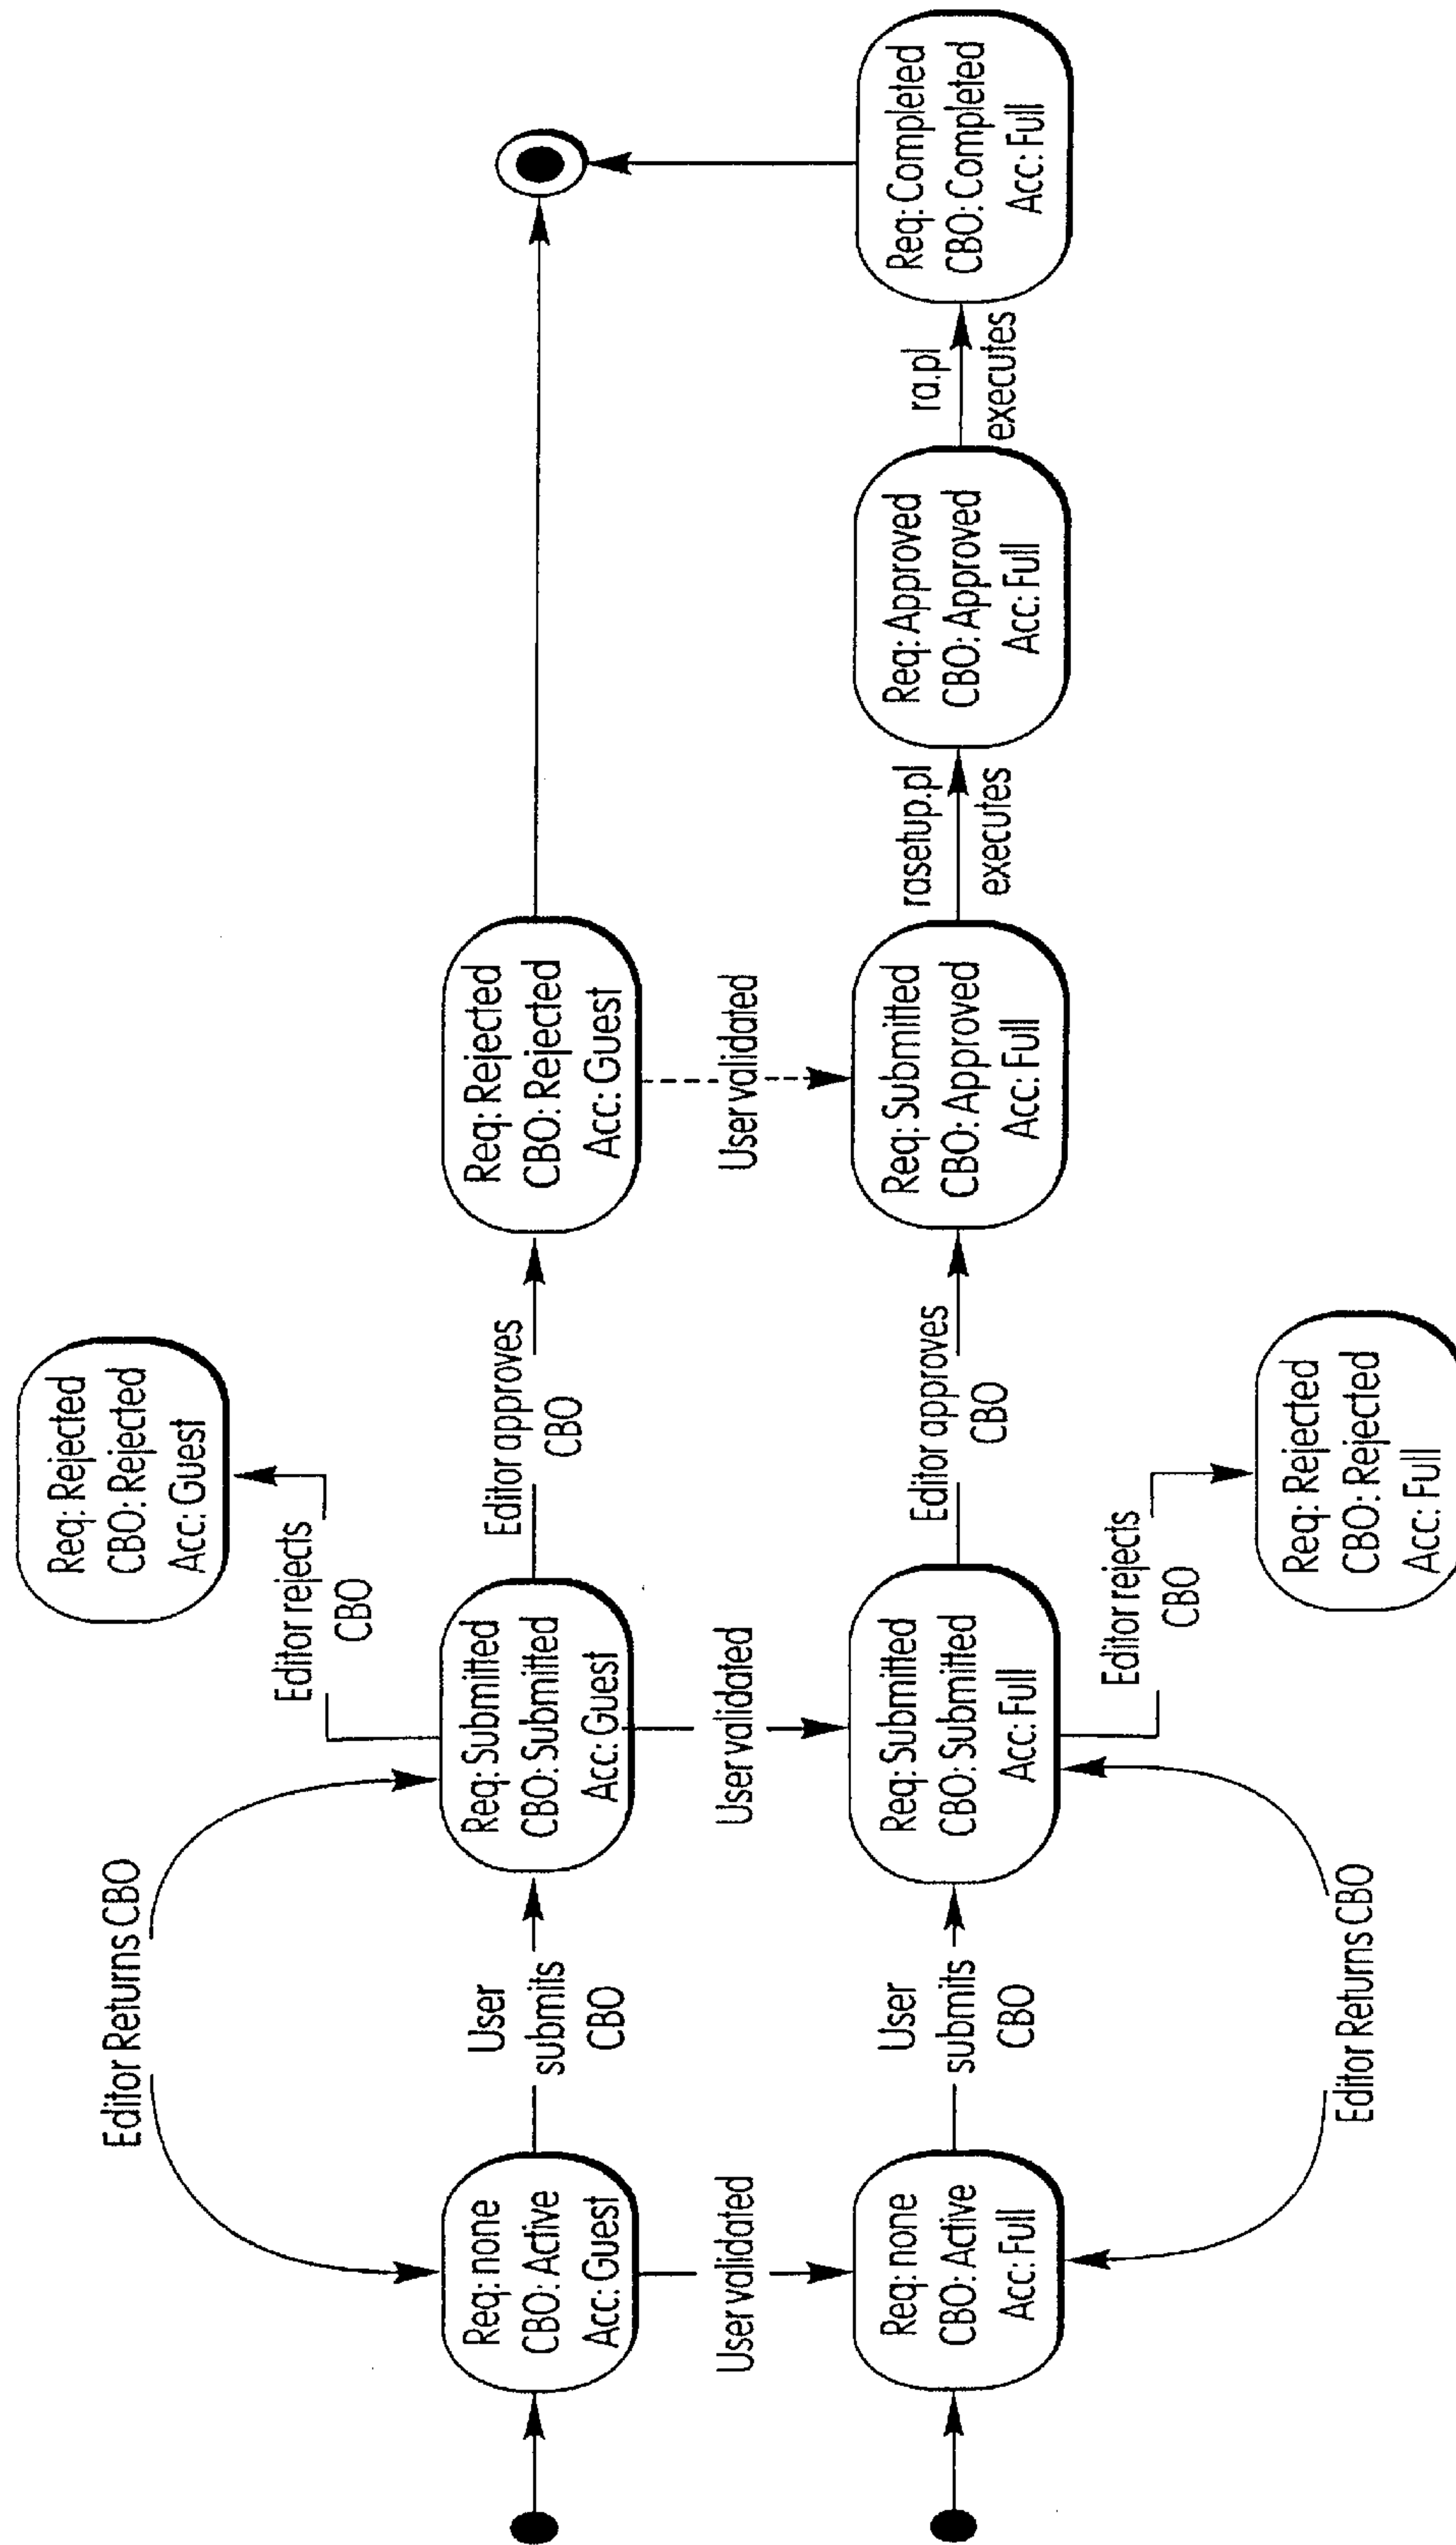 Editor Returns CBO
Editor rejects
CBO
Req: Rejected
CBO: Rejected
Acc: Guest
Req: none
CBO: Active
Acc: Guest
User
submits
CBO
Req: Submitted
CBO: Submitted
Acc: Guest
Editor approves
CBO
Req: Rejected
CBO: Rejected
Acc: Guest
User validated
User validated
User validated
Req: none
CBO: Active
Acc: Full
User
submits
CBO
Req: Submitted
CBO: Submitted
Acc: Full
Editor approves
CBO
Req: Submitted
CBO: Approved
Acc: Full
rasetup.pl
executes
Req: Approved
CBO: Approved
Acc: Full
ra.pl
executes
Req: Completed
CBO: Completed
Acc: Full
Editor rejects
CBO
Req: Rejected
CBO: Rejected
Acc: Full
Editor Returns CBO